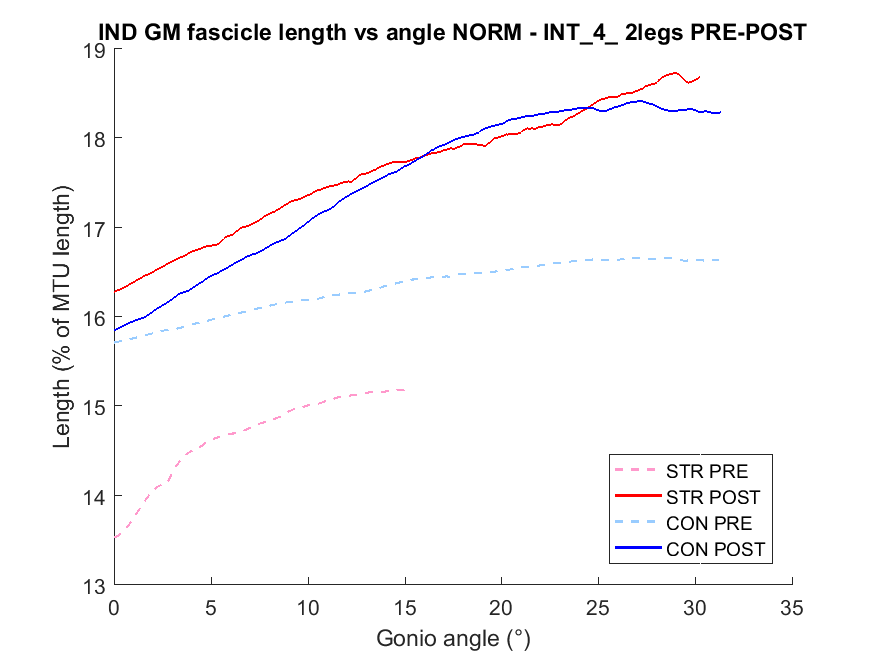 IND GM fascicle length vs angle NORM - INT_4_ 2legs PRE-POST
Length (% of MTU length)
19
18
17
16
15
14
13
0 5 10 15 20 25 30 35
Gonio angle (°)
STR PRE
STR POST
CON PRE
CON POST